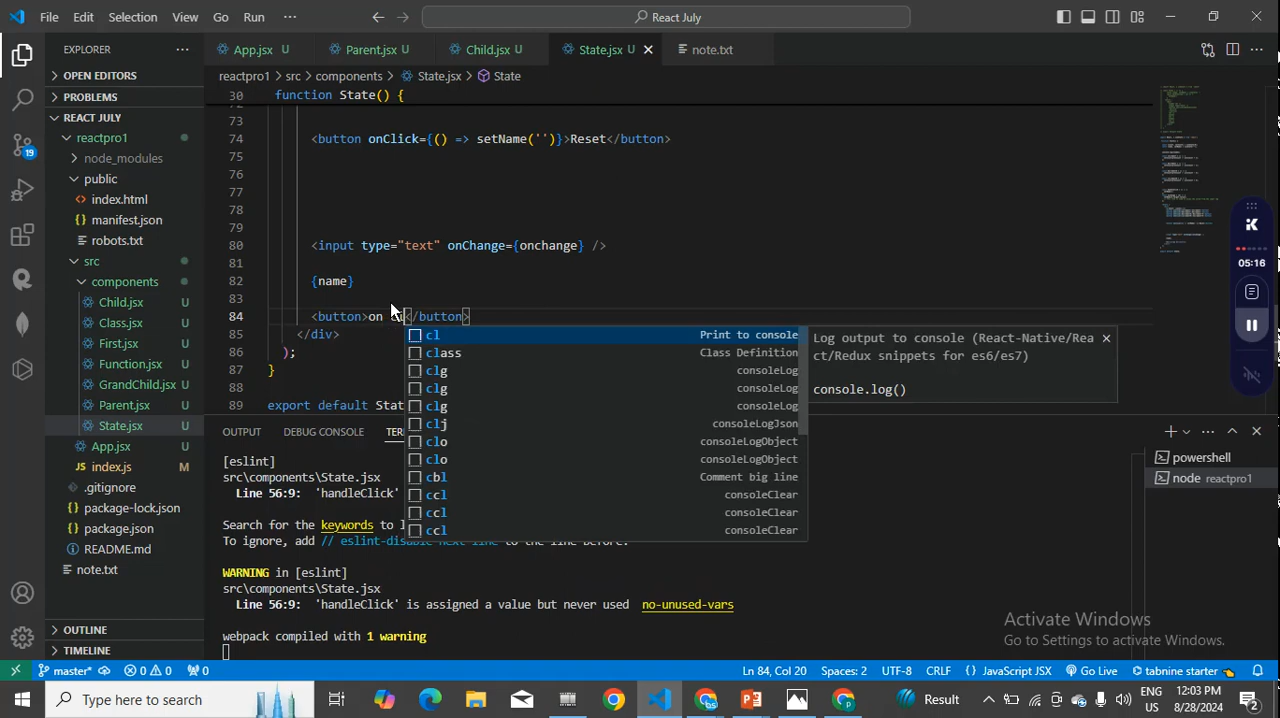 File Edit Selection View Go Run ··· React July
EXPLORER
App.jsx U Parent.jsx U Child.jsx U State.jsx U note.txt
reactpro1 > src > components > State.jsx > State
OPEN EDITORS
PROBLEMS
REACT JULY
reactpro1
node_modules
public
index.html
manifest.json
robots.txt
src
components
Child.jsx U
Class.jsx U
First.jsx U
Function.jsx U
GrandChild.jsx U
Parent.jsx U
State.jsx U
App.jsx U
index.js M
.gitignore
package-lock.json
package.json
README.md
note.txt
OUTLINE
TIMELINE
19
30 function State() {
73
74 <button onClick={() => setName('')}>Reset</button>
75
76
77
78
79
80 <input type="text" onChange={onchange} />
81
82 {name}
83
84 <button>on </button>
85 </div>
86 );
87 }
88
89 export default Stat
cl Print to console
class Class Definition
clg consoleLog
clg consoleLog
clg consoleLog
clj consoleLogJson
clo consoleLogObject
clo consoleLogObject
cbl Comment big line
ccl consoleClear
ccl consoleClear
ccl consoleClear
Log output to console (React-Native/Rea
ct/Redux snippets for es6/es7)
console.log()
05:16
OUTPUT DEBUG CONSOLE TER
powershell
node reactpro1
[eslint]
src\components\State.jsx
Line 56:9: 'handleClick'
Search for the keywords to l
To ignore, add // eslint-disable-next-line to the line before.
WARNING in [eslint]
src\components\State.jsx
Line 56:9: 'handleClick' is assigned a value but never used no-unused-vars
webpack compiled with 1 warning
Activate Windows
Go to Settings to activate Windows.
master* 0 0 0 Ln 84, Col 20 Spaces: 2 UTF-8 CRLF {} JavaScript JSX Go Live tabnine starter
Type here to search Result ENG US 12:03 PM 8/28/2024 2